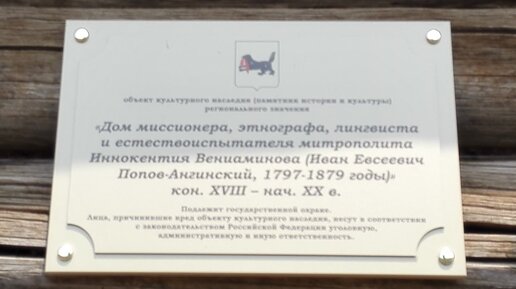 объект культурного наследия (памятник истории и культуры)
регионального значения
«Дом миссионера, этнографа, лингвиста
и естествоиспытателя митрополита
Иннокентия Вениаминова (Иван Евсеевич
Попов-Ангинский, 1797-1879 годы)»
кон. XVIII – нач. XX в.
Подлежит государственной охране.
Лица, причинившие вред объекту культурного наследия, несут в соответствии
с законодательством Российской Федерации уголовную,
административную и иную ответственность.